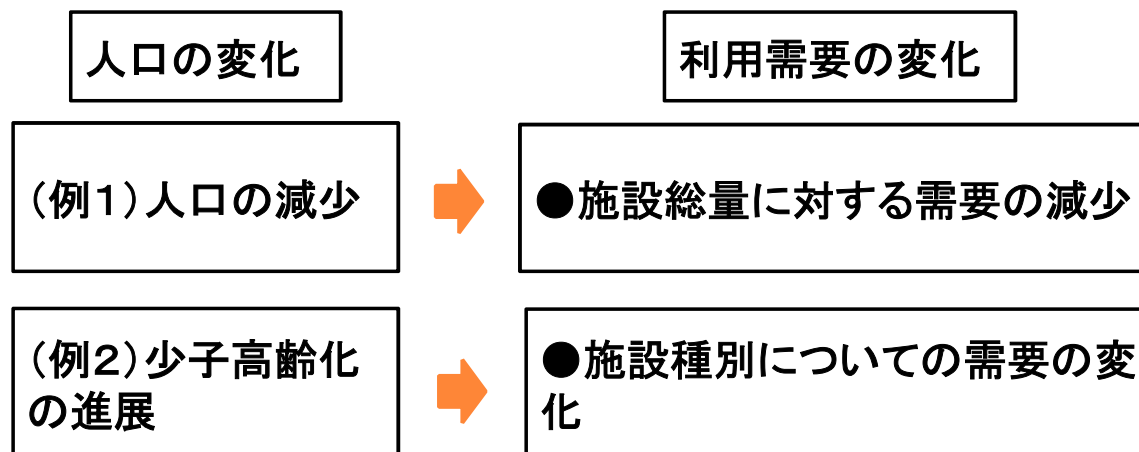 人口の変化
利用需要の変化
（例１）人口の減少
●施設総量に対する需要の減少
（例２）少子高齢化
の進展
●施設種別についての需要の変
化